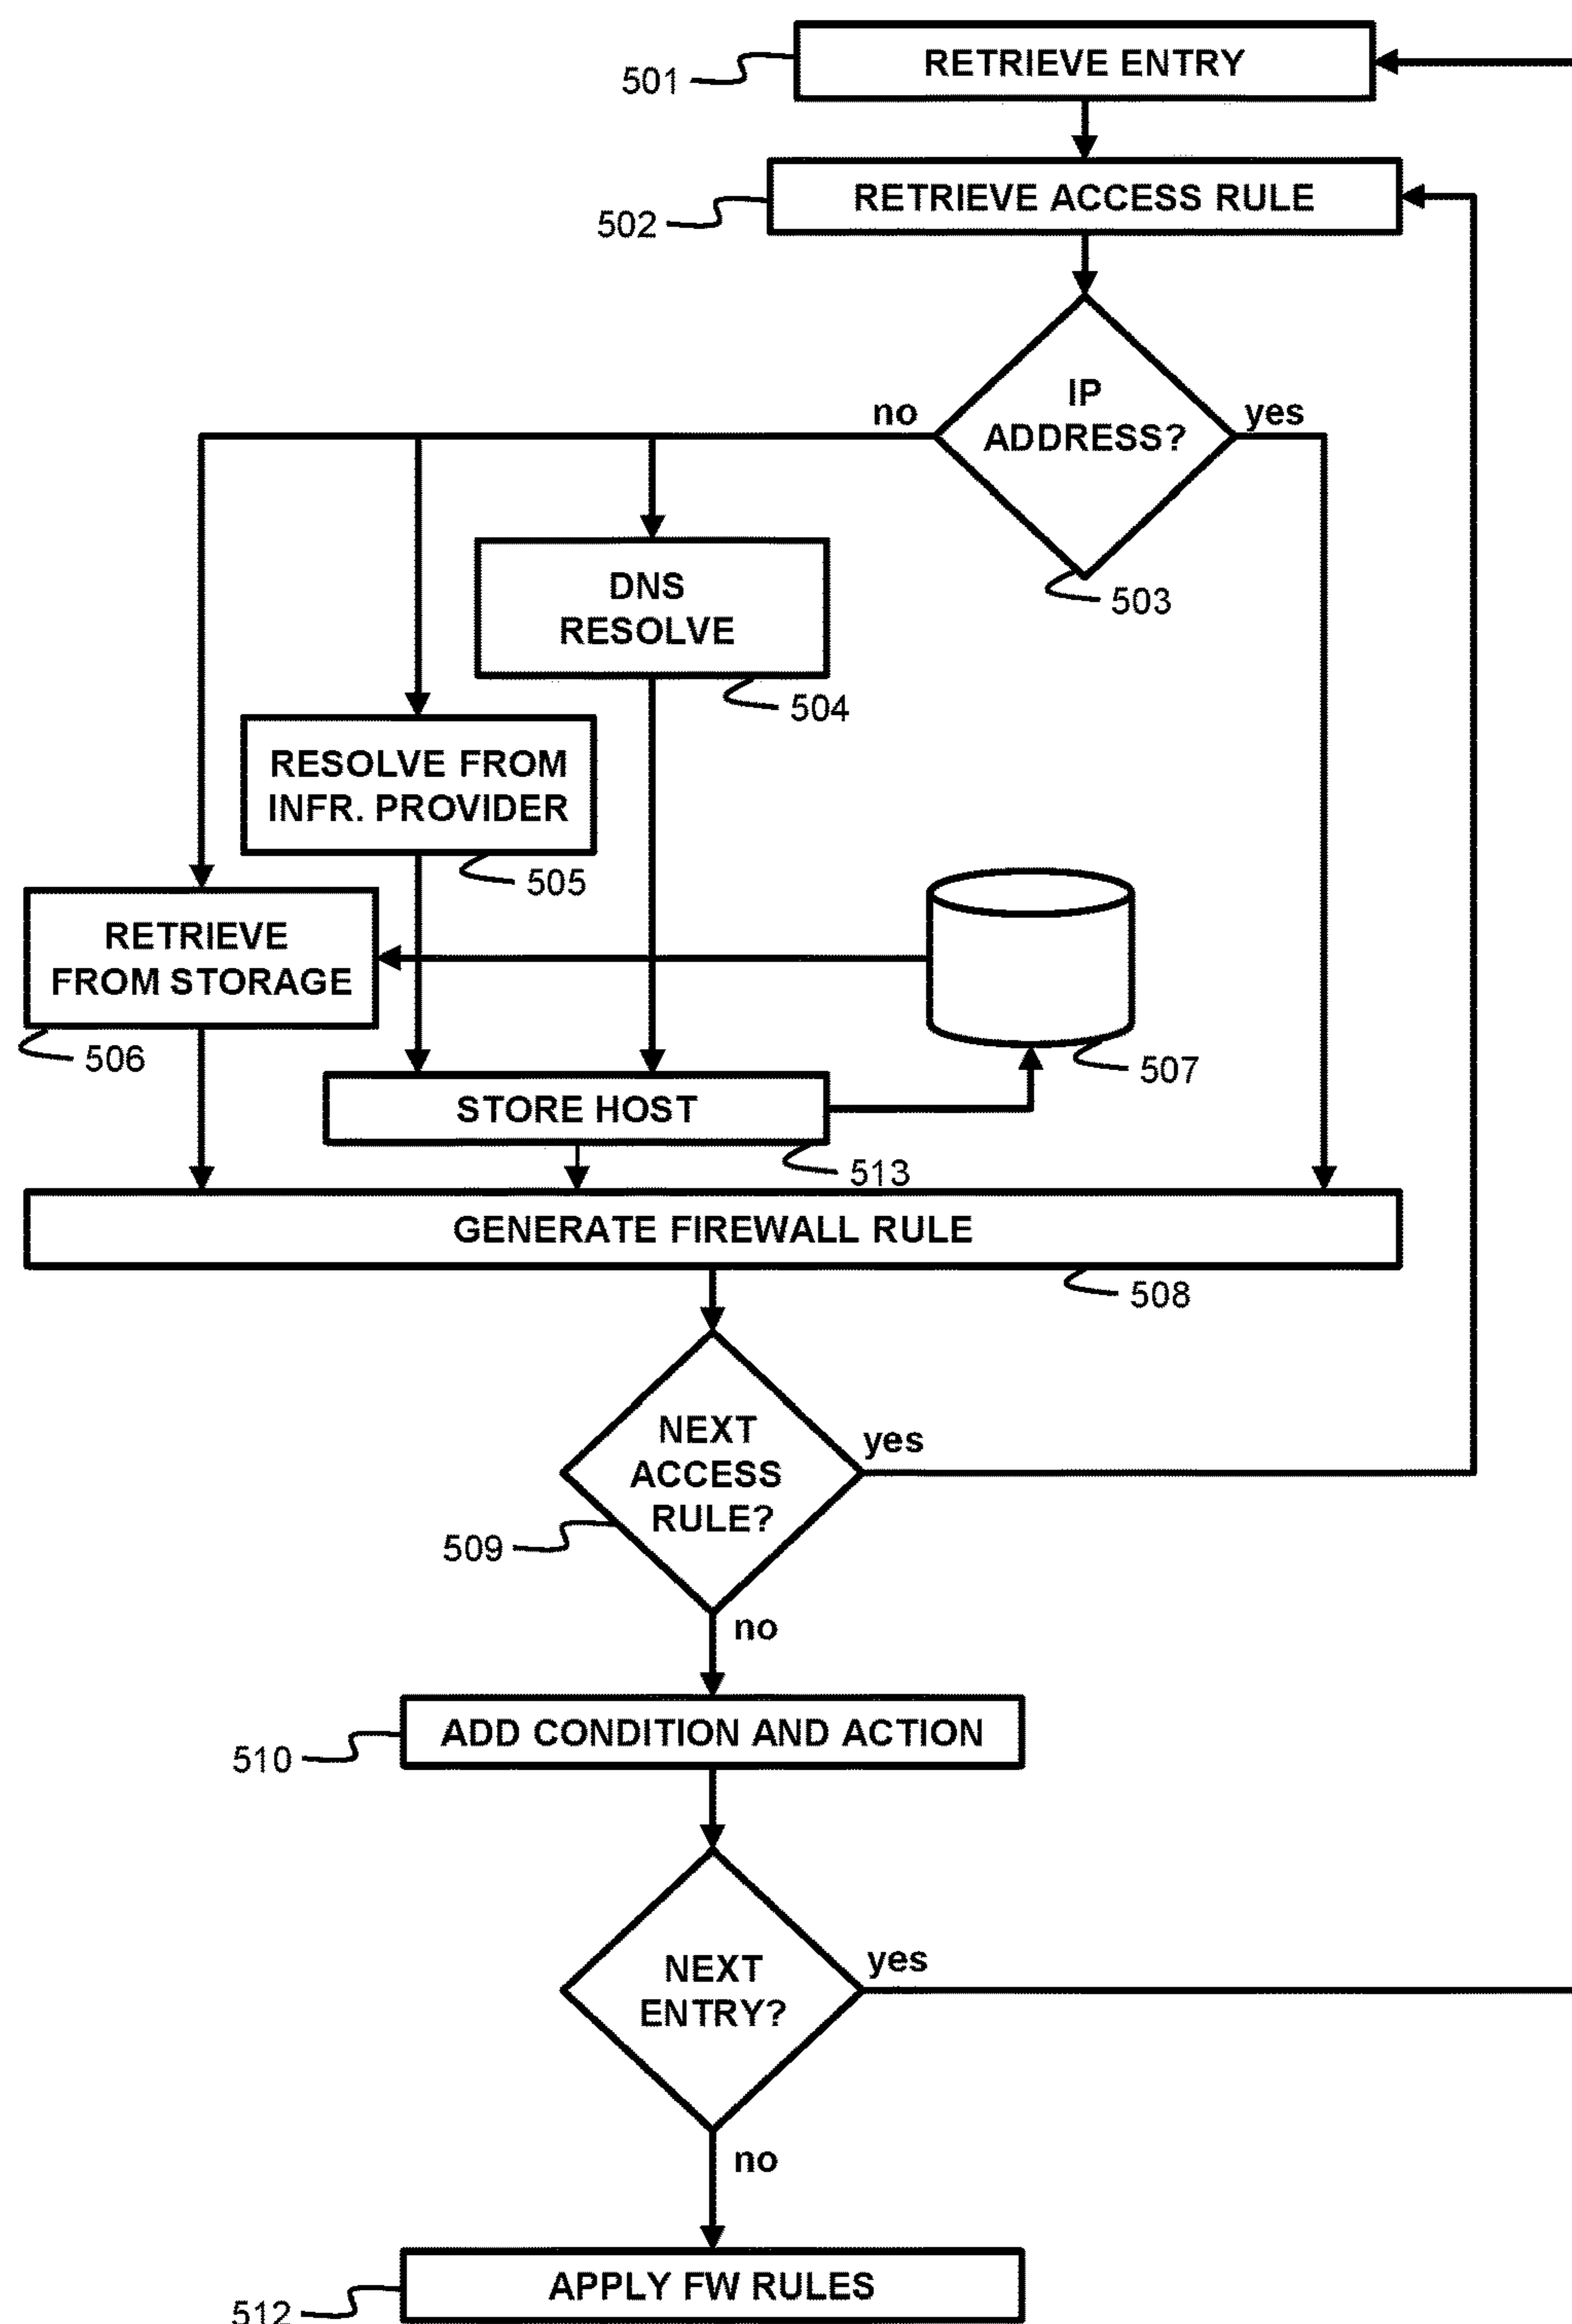 RETRIEVE ENTRY
501
RETRIEVE ACCESS RULE
502
IP
ADDRESS?
no
yes
503
DNS
RESOLVE
504
RESOLVE FROM
INFR. PROVIDER
505
RETRIEVE
FROM STORAGE
506
507
STORE HOST
513
GENERATE FIREWALL RULE
508
NEXT
ACCESS
RULE?
yes
509
no
ADD CONDITION AND ACTION
510
NEXT
ENTRY?
yes
no
APPLY FW RULES
512